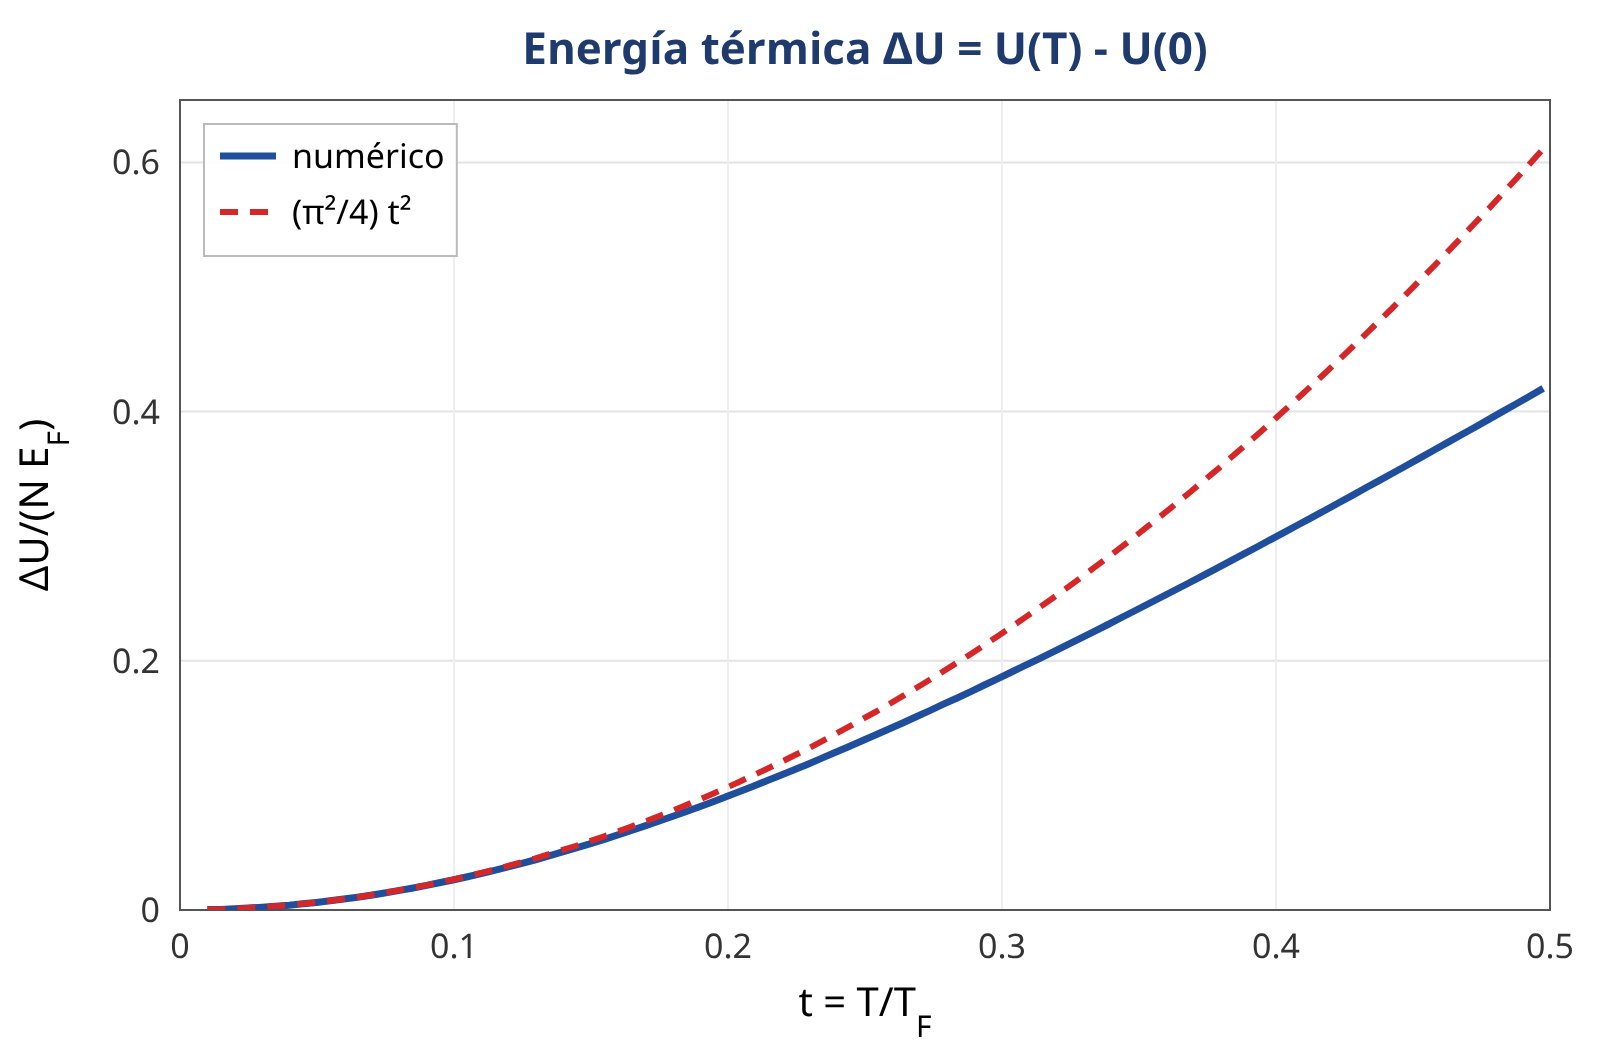 Energía térmica ΔU = U(T) - U(0)
numérico
(π²/4) t²
0.6
0.4
0.2
0
ΔU/(N E_F)
0
0.1
0.2
0.3
0.4
0.5
t = T/T_F